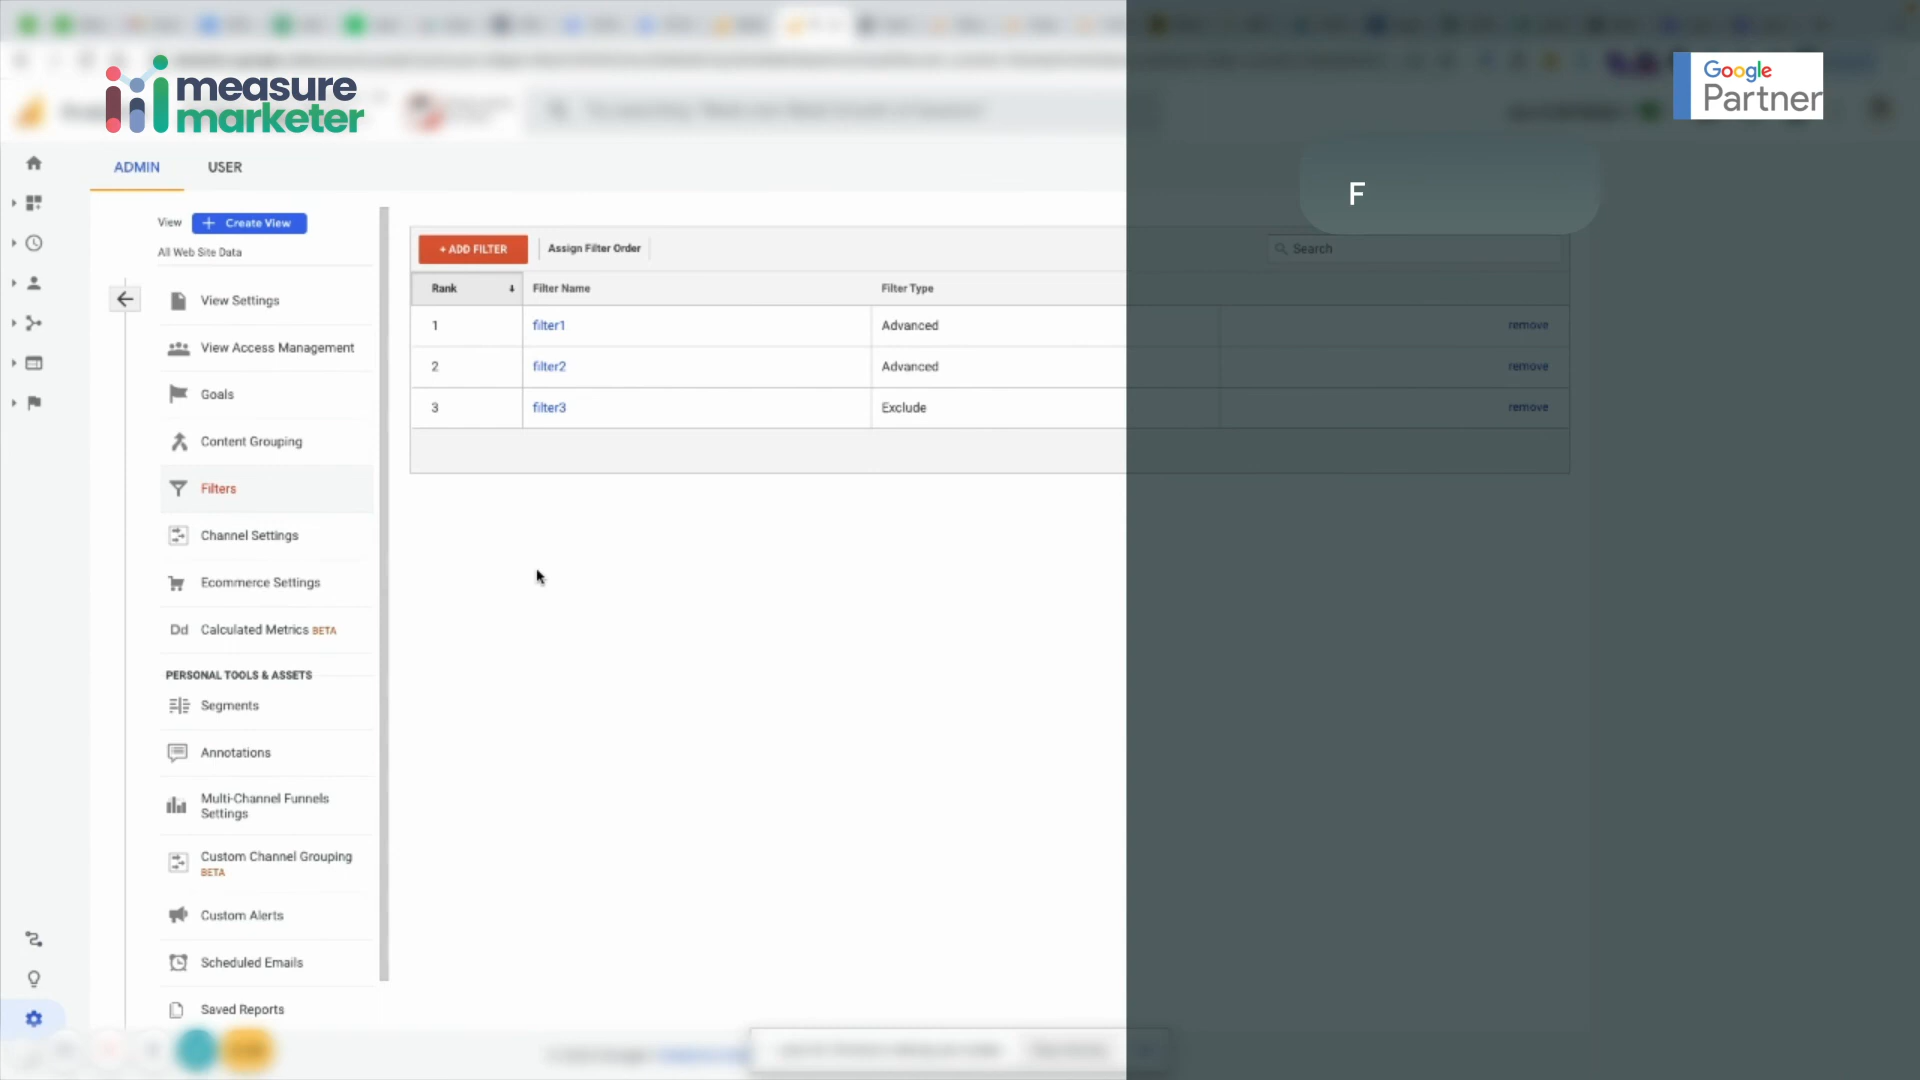 measure
marketer
Google
Partner
ADMIN
USER
F
View
+ Create View
All Web Site Data
+ ADD FILTER
Assign Filter Order
Search
Rank
Filter Name
Filter Type
1
filter1
Advanced
remove
2
filter2
Advanced
remove
3
filter3
Exclude
remove
View Settings
View Access Management
Goals
Content Grouping
Filters
Channel Settings
Ecommerce Settings
Dd
Calculated Metrics BETA
PERSONAL TOOLS & ASSETS
Segments
Annotations
Multi-Channel Funnels
Settings
Custom Channel Grouping
BETA
Custom Alerts
Scheduled Emails
Saved Reports